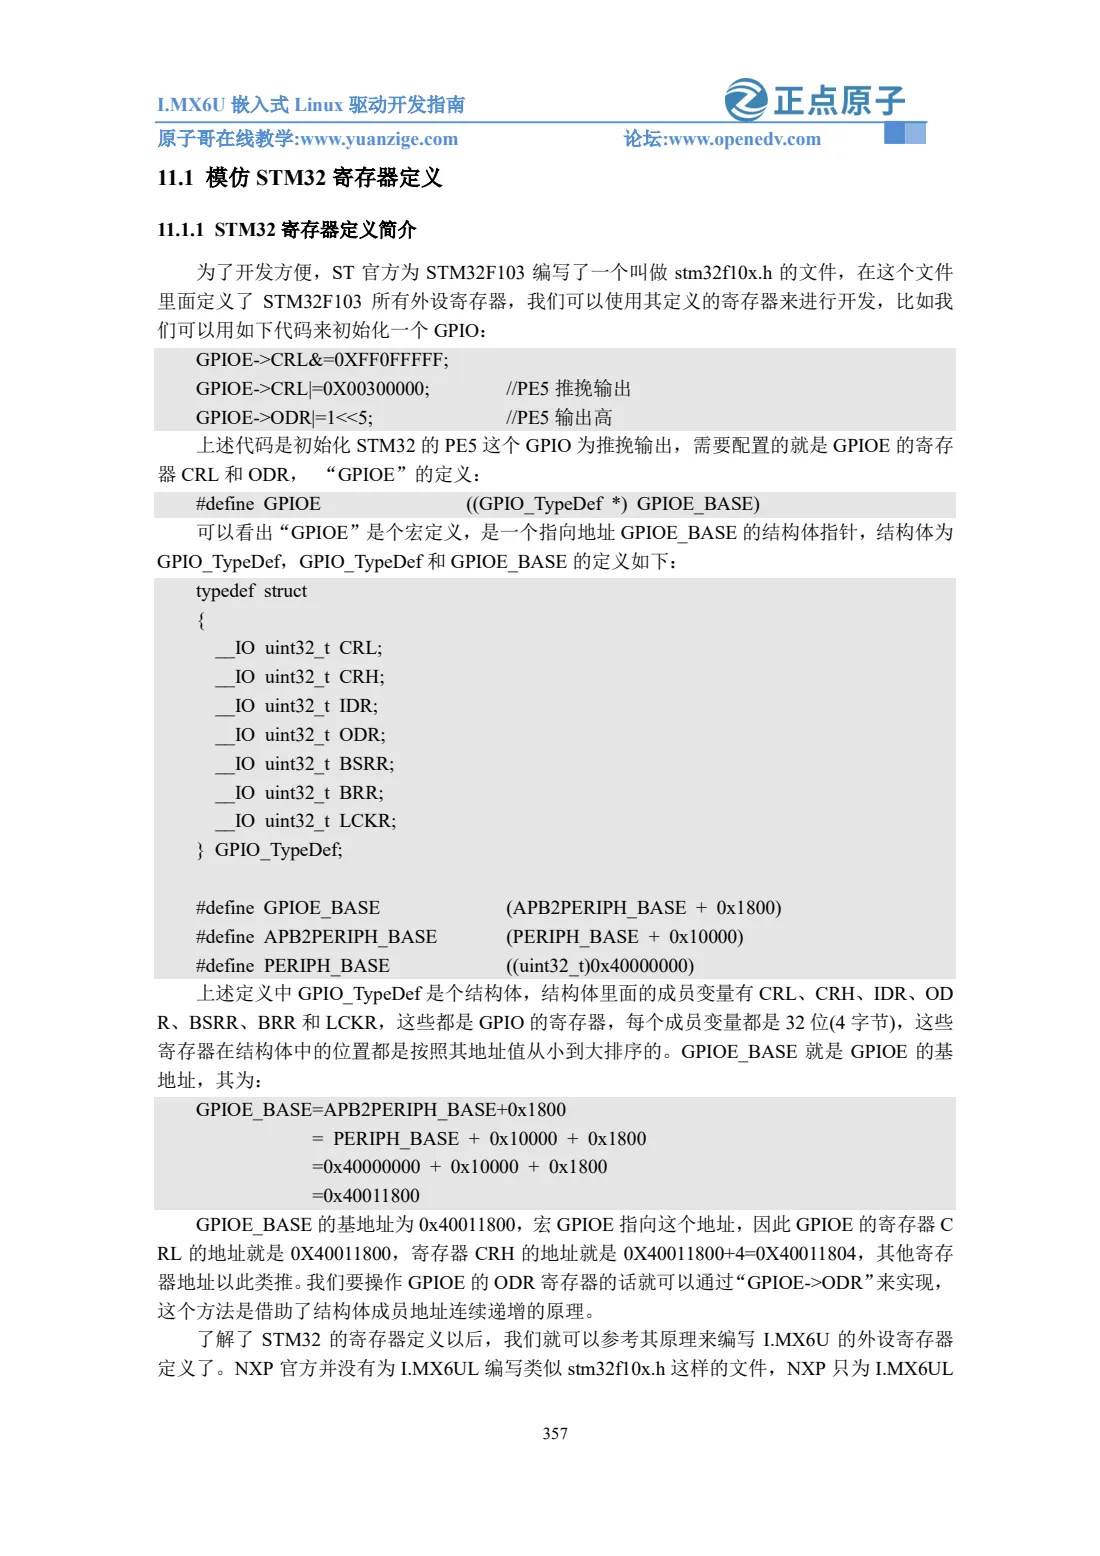 I.MX6U 嵌入式 Linux 驱动开发指南
正点原子
原子哥在线教学:www.yuanzige.com 论坛:www.openedv.com
11.1 模仿 STM32 寄存器定义
11.1.1 STM32 寄存器定义简介
为了开发方便，ST 官方为 STM32F103 编写了一个叫做 stm32f10x.h 的文件，在这个文件
里面定义了 STM32F103 所有外设寄存器，我们可以使用其定义的寄存器来进行开发，比如我
们可以用如下代码来初始化一个 GPIO：
GPIOE->CRL&=0XFF0FFFFF;
GPIOE->CRL|=0X00300000; //PE5 推挽输出
GPIOE->ODR|=1<<5; //PE5 输出高
上述代码是初始化 STM32 的 PE5 这个 GPIO 为推挽输出，需要配置的就是 GPIOE 的寄存
器 CRL 和 ODR， “GPIOE”的定义：
#define GPIOE ((GPIO_TypeDef *) GPIOE_BASE)
可以看出“GPIOE”是个宏定义，是一个指向地址 GPIOE_BASE 的结构体指针，结构体为
GPIO_TypeDef，GPIO_TypeDef 和 GPIOE_BASE 的定义如下：
typedef struct
{
__IO uint32_t CRL;
__IO uint32_t CRH;
__IO uint32_t IDR;
__IO uint32_t ODR;
__IO uint32_t BSRR;
__IO uint32_t BRR;
__IO uint32_t LCKR;
} GPIO_TypeDef;
#define GPIOE_BASE (APB2PERIPH_BASE + 0x1800)
#define APB2PERIPH_BASE (PERIPH_BASE + 0x10000)
#define PERIPH_BASE ((uint32_t)0x40000000)
上述定义中 GPIO_TypeDef 是个结构体，结构体里面的成员变量有 CRL、CRH、IDR、OD
R、BSRR、BRR 和 LCKR，这些都是 GPIO 的寄存器，每个成员变量都是 32 位(4 字节)，这些
寄存器在结构体中的位置都是按照其地址值从小到大排序的。GPIOE_BASE 就是 GPIOE 的基
地址，其为：
GPIOE_BASE=APB2PERIPH_BASE+0x1800
= PERIPH_BASE + 0x10000 + 0x1800
=0x40000000 + 0x10000 + 0x1800
=0x40011800
GPIOE_BASE 的基地址为 0x40011800，宏 GPIOE 指向这个地址，因此 GPIOE 的寄存器 C
RL 的地址就是 0X40011800，寄存器 CRH 的地址就是 0X40011800+4=0X40011804，其他寄存
器地址以此类推。我们要操作 GPIOE 的 ODR 寄存器的话就可以通过“GPIOE->ODR”来实现，
这个方法是借助了结构体成员地址连续递增的原理。
了解了 STM32 的寄存器定义以后，我们就可以参考其原理来编写 I.MX6U 的外设寄存器
定义了。NXP 官方并没有为 I.MX6UL 编写类似 stm32f10x.h 这样的文件，NXP 只为 I.MX6UL
357